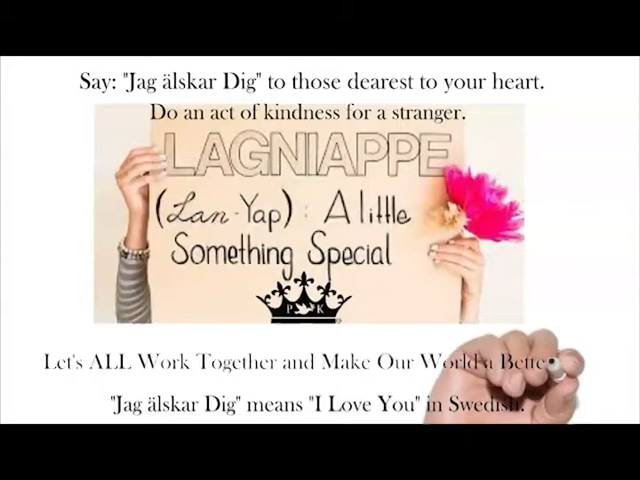 Say: "Jag älskar Dig" to those dearest to your heart.
Do an act of kindness for a stranger.
LAGNIAPPE
(Lan-Yap) : A little
Something Special
P K
Let's ALL Work Together and Make Our World a Bette
"Jag älskar Dig" means "I Love You" in Swedish.